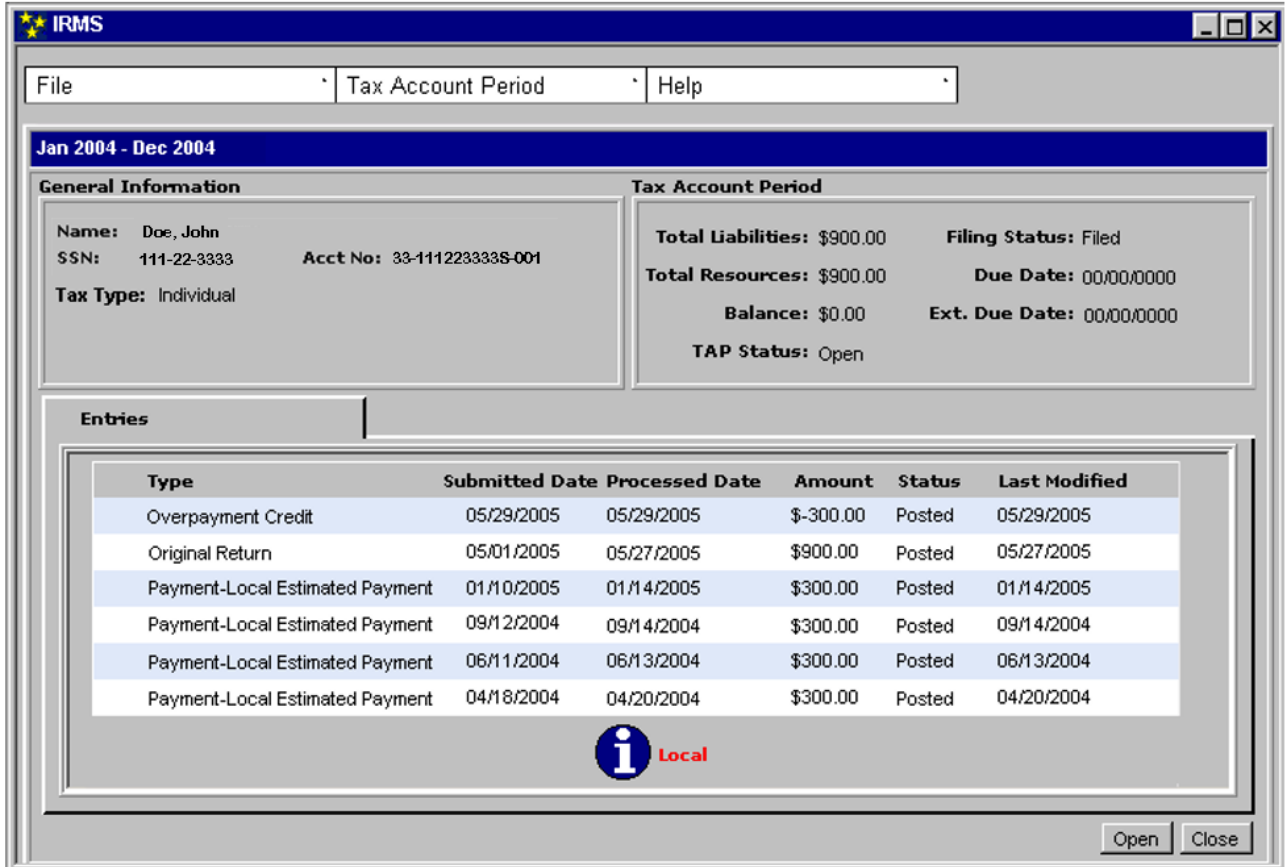 IRMS
File Tax Account Period Help
Jan 2004 - Dec 2004
General Information
Name: Doe, John
SSN: 111-22-3333 Acct No: 33-111223333S-001
Tax Type: Individual
Tax Account Period
Total Liabilities: $900.00 Filing Status: Filed
Total Resources: $900.00 Due Date: 00/00/0000
Balance: $0.00 Ext. Due Date: 00/00/0000
TAP Status: Open
Entries
Type Submitted Date Processed Date Amount Status Last Modified
Overpayment Credit 05/29/2005 05/29/2005 $-300.00 Posted 05/29/2005
Original Return 05/01/2005 05/27/2005 $900.00 Posted 05/27/2005
Payment-Local Estimated Payment 01/10/2005 01/14/2005 $300.00 Posted 01/14/2005
Payment-Local Estimated Payment 09/12/2004 09/14/2004 $300.00 Posted 09/14/2004
Payment-Local Estimated Payment 06/11/2004 06/13/2004 $300.00 Posted 06/13/2004
Payment-Local Estimated Payment 04/18/2004 04/20/2004 $300.00 Posted 04/20/2004
i Local
Open Close